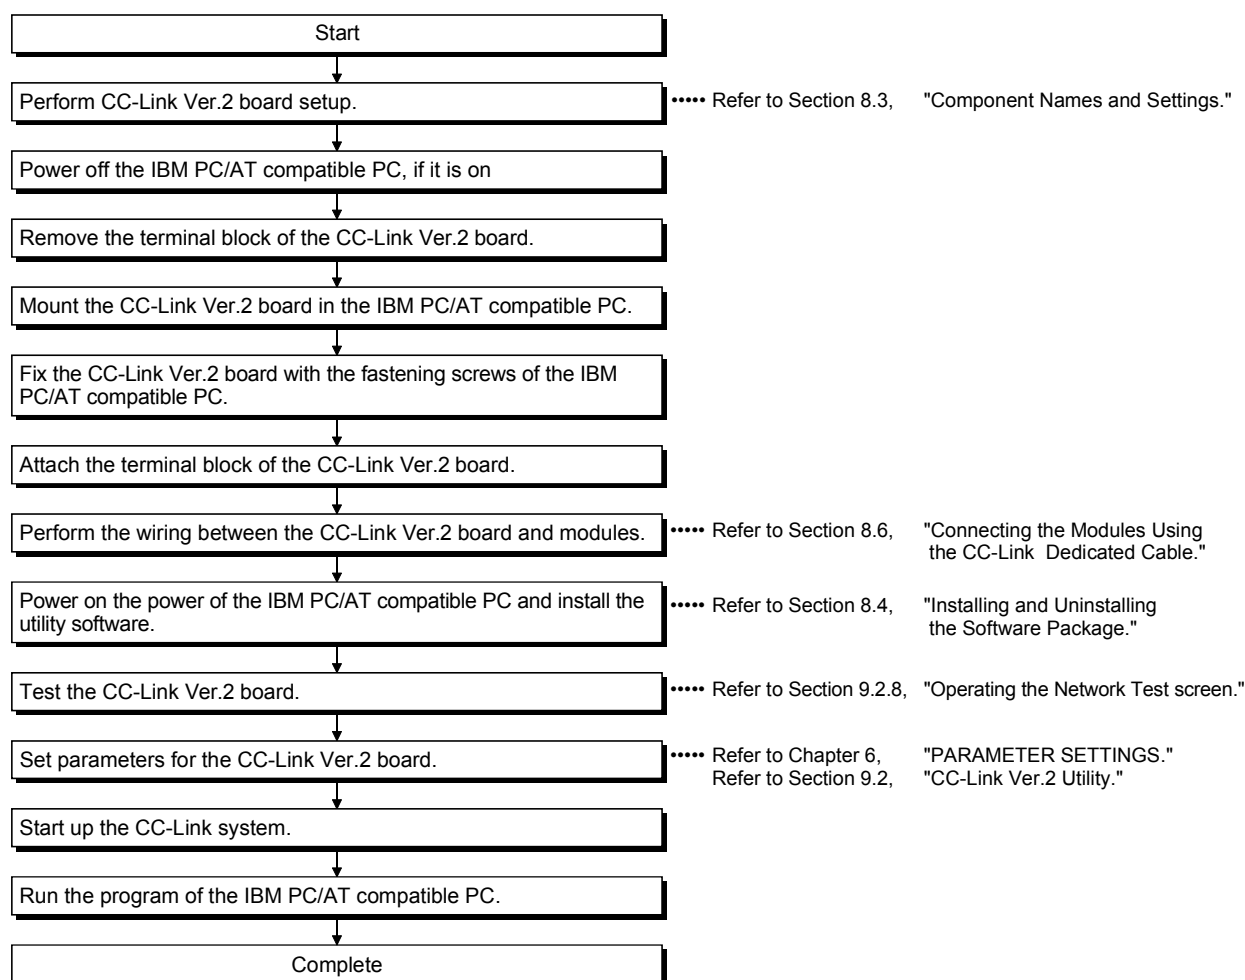 Start
Perform CC-Link Ver.2 board setup. ••••• Refer to Section 8.3, "Component Names and Settings."
Power off the IBM PC/AT compatible PC, if it is on
Remove the terminal block of the CC-Link Ver.2 board.
Mount the CC-Link Ver.2 board in the IBM PC/AT compatible PC.
Fix the CC-Link Ver.2 board with the fastening screws of the IBM
PC/AT compatible PC.
Attach the terminal block of the CC-Link Ver.2 board.
Perform the wiring between the CC-Link Ver.2 board and modules. ••••• Refer to Section 8.6, "Connecting the Modules Using
the CC-Link Dedicated Cable."
Power on the power of the IBM PC/AT compatible PC and install the
utility software.
••••• Refer to Section 8.4, "Installing and Uninstalling
the Software Package."
Test the CC-Link Ver.2 board. ••••• Refer to Section 9.2.8, "Operating the Network Test screen."
Set parameters for the CC-Link Ver.2 board. ••••• Refer to Chapter 6, "PARAMETER SETTINGS."
Refer to Section 9.2, "CC-Link Ver.2 Utility."
Start up the CC-Link system.
Run the program of the IBM PC/AT compatible PC.
Complete